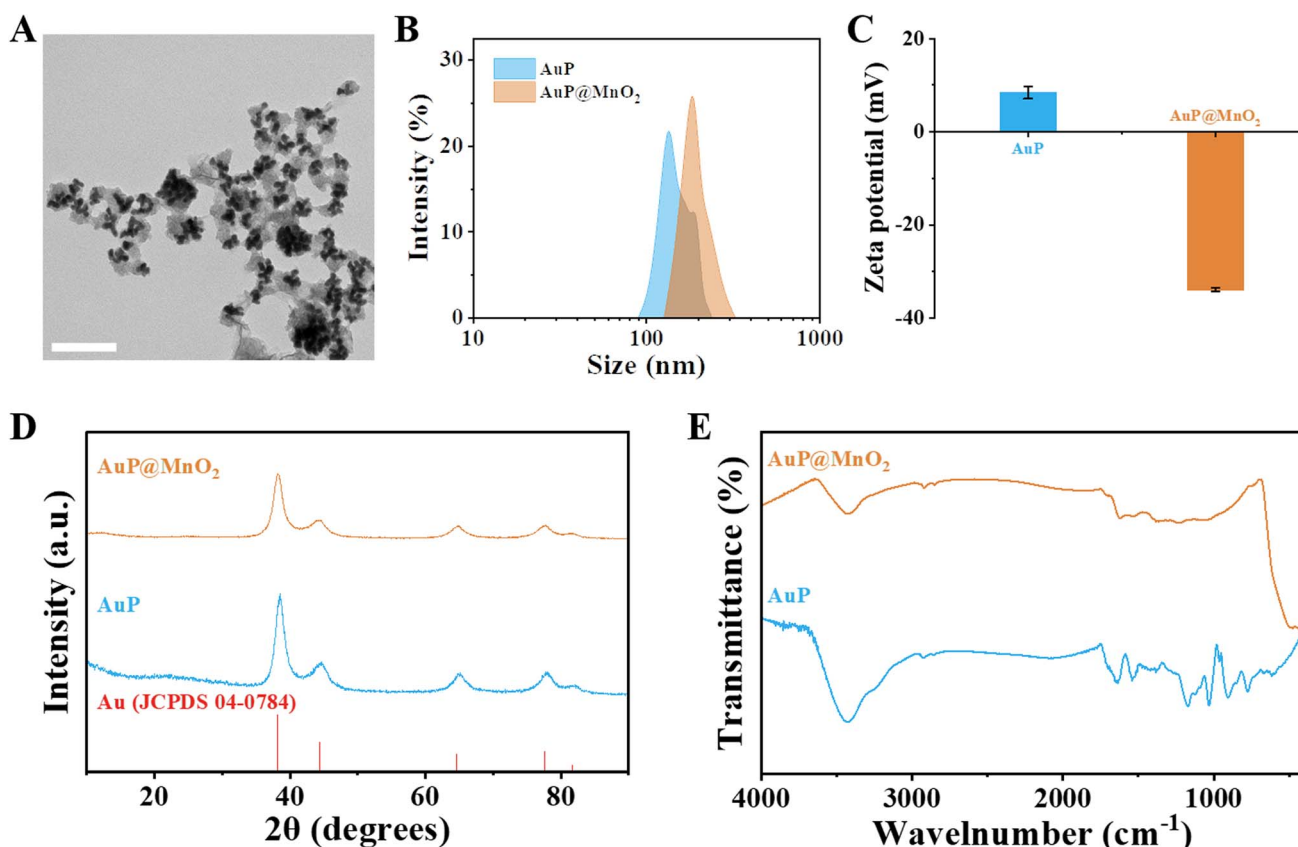 A
B
30
20
10
0
Intensity (%)
AuP
AuP@MnO₂
10
100
1000
Size (nm)
C
20
0
-20
-40
Zeta potential (mV)
AuP
AuP@MnO₂
D
Intensity (a.u.)
AuP@MnO₂
AuP
Au (JCPDS 04-0784)
20
40
60
80
2θ (degrees)
E
Transmittance (%)
AuP@MnO₂
AuP
4000
3000
2000
1000
Wavelnumber (cm⁻¹)